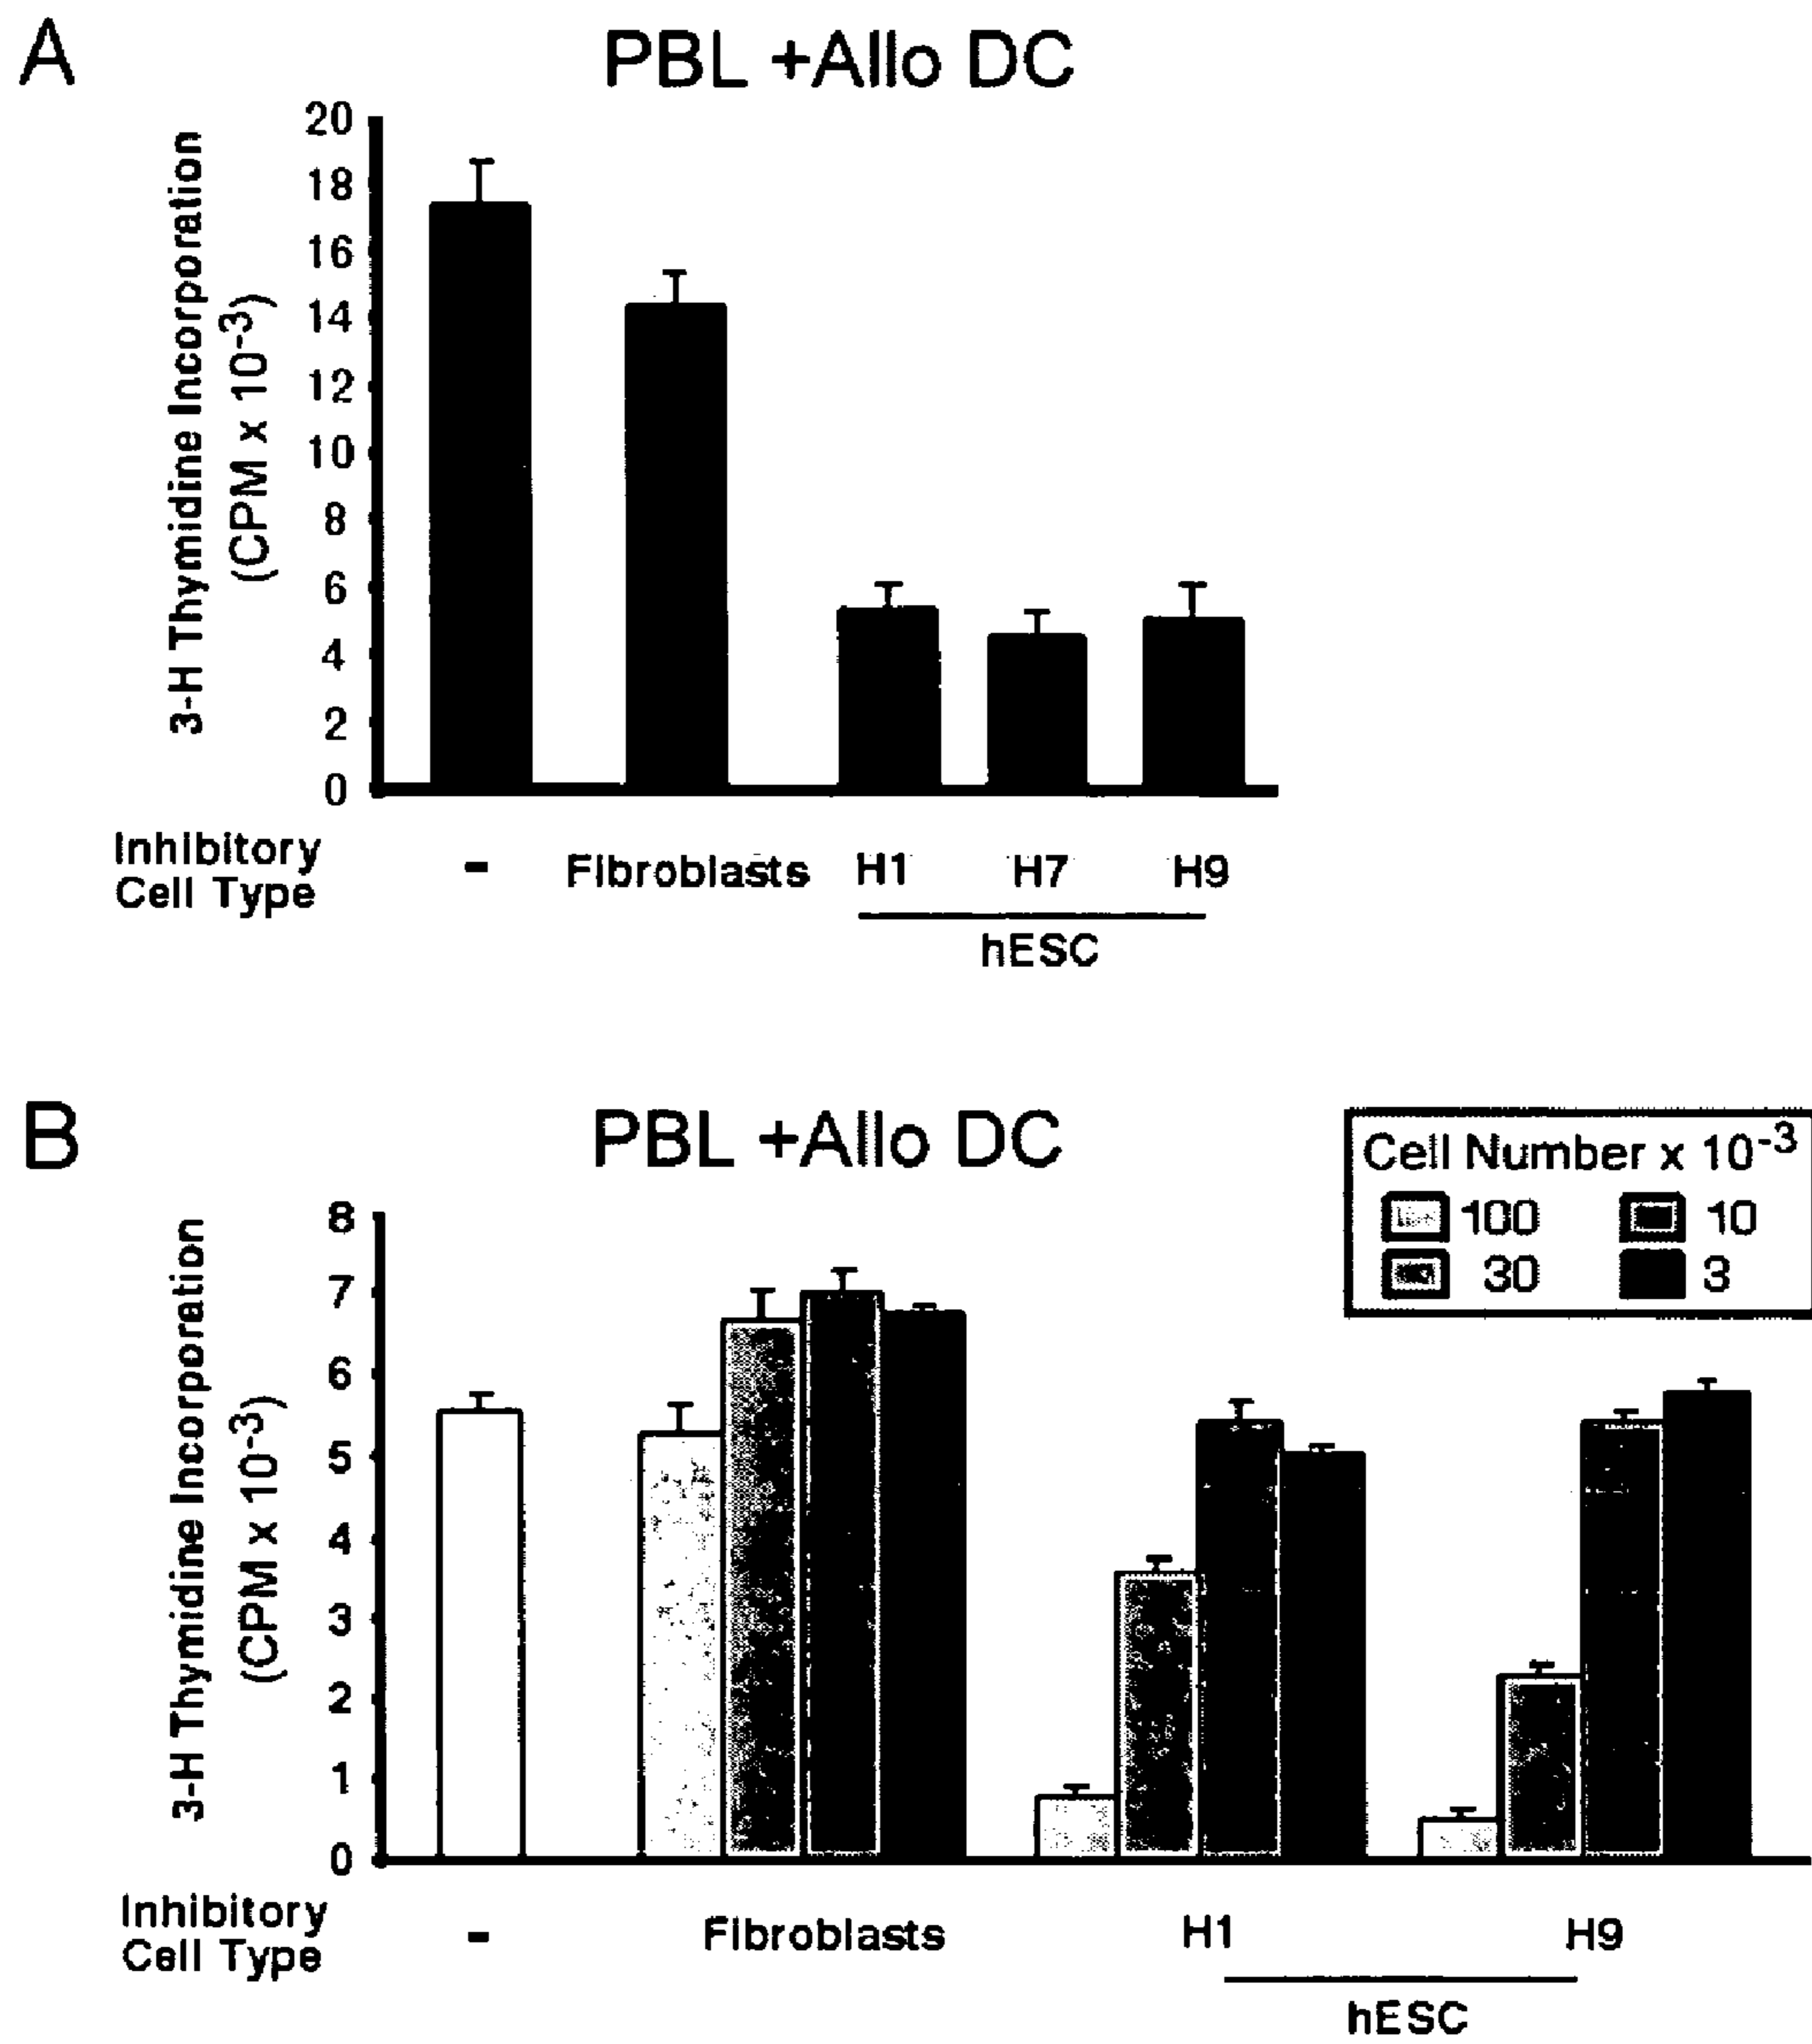 A
PBL +Allo DC
3-H Thymidine Incorporation
(CPM x 10-3)
20
18
16
14
12
10
8
6
4
2
0
Inhibitory
Cell Type
- Fibroblasts H1 H7 H9
hESC
B
PBL +Allo DC
Cell Number x 10-3
100 10
30 3
3-H Thymidine Incorporation
(CPM x 10-3)
8
7
6
5
4
3
2
1
0
Inhibitory
Cell Type
- Fibroblasts H1 H9
hESC